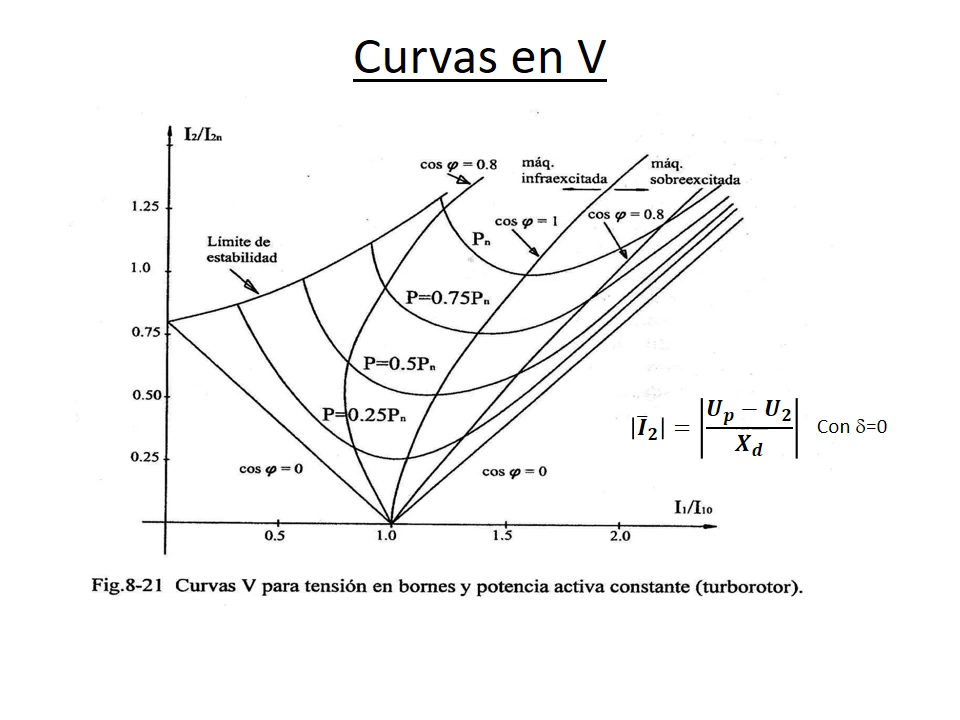 Curvas en V
I₂/I₂ₙ
cos φ = 0.8
máq.
infraexcitada
máq.
sobreexcitada
1.25
cos φ = 1
cos φ = 0.8
Pₙ
Límite de
estabilidad
1.0
P=0.75Pₙ
0.75
P=0.5Pₙ
0.50
P=0.25Pₙ
|Ī₂| = |(Uₚ − U₂)/X_d| Con δ=0
0.25
cos φ = 0
cos φ = 0
I₁/I₁₀
0.5 1.0 1.5 2.0
Fig.8-21 Curvas V para tensión en bornes y potencia activa constante (turborotor).